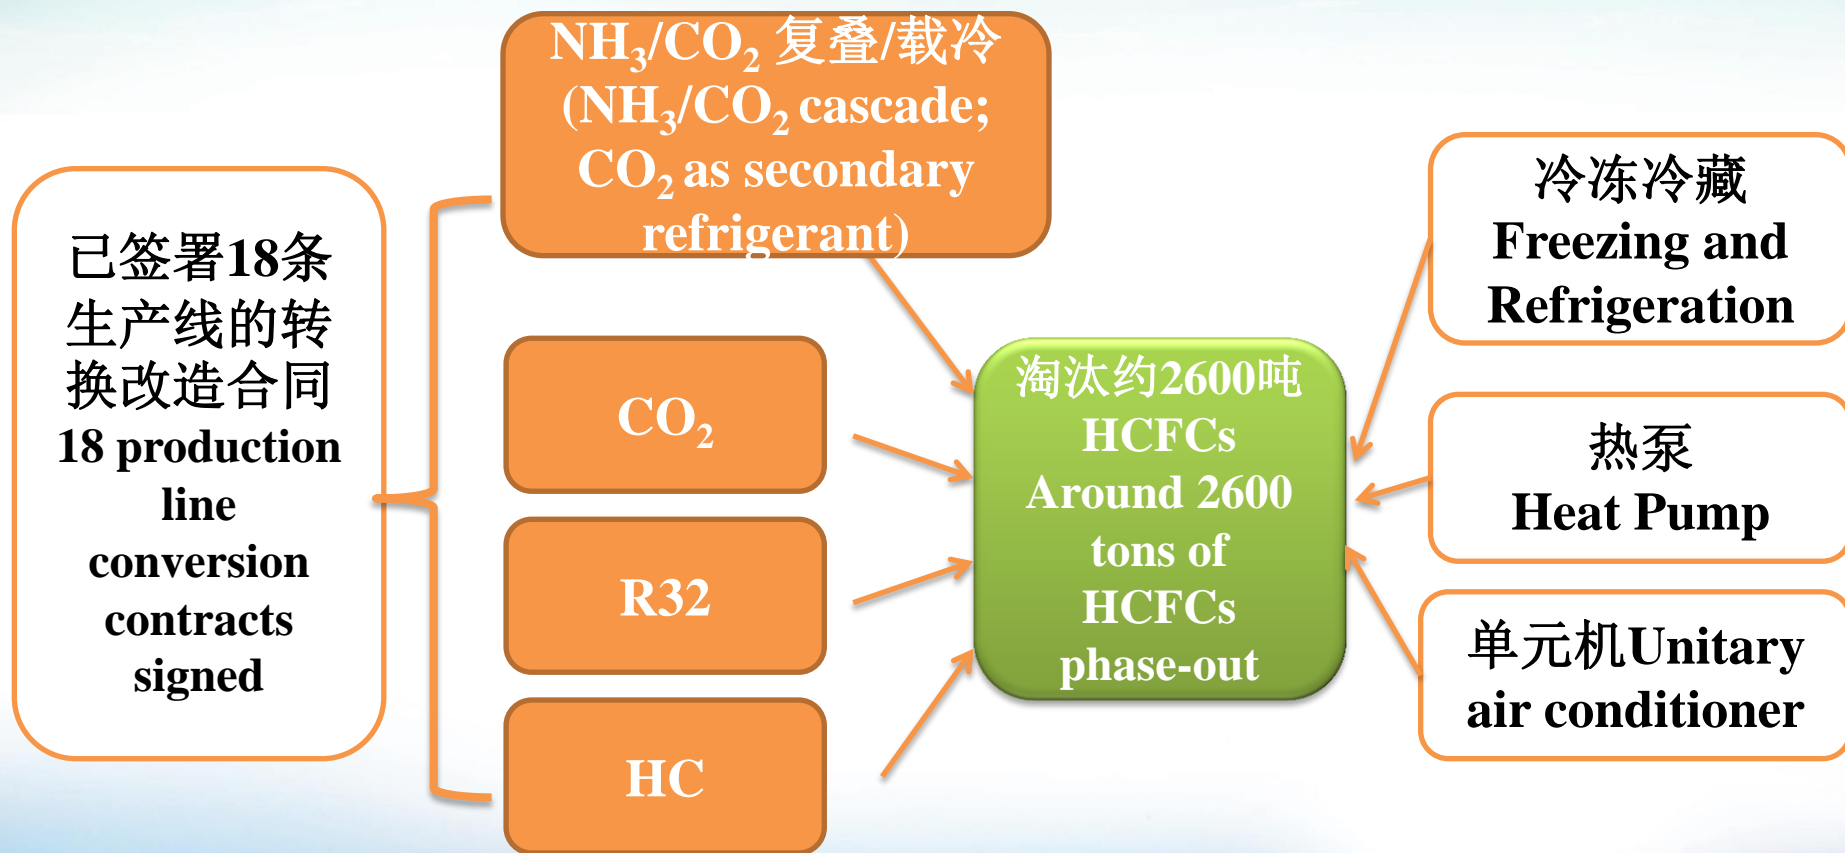 已签署18条
生产线的转
换改造合同
18 production
line
conversion
contracts
signed
NH₃/CO₂ 复叠/载冷
(NH₃/CO₂ cascade;
CO₂ as secondary
refrigerant)
CO₂
R32
HC
淘汰约2600吨
HCFCs
Around 2600
tons of
HCFCs
phase-out
冷冻冷藏
Freezing and
Refrigeration
热泵
Heat Pump
单元机Unitary
air conditioner